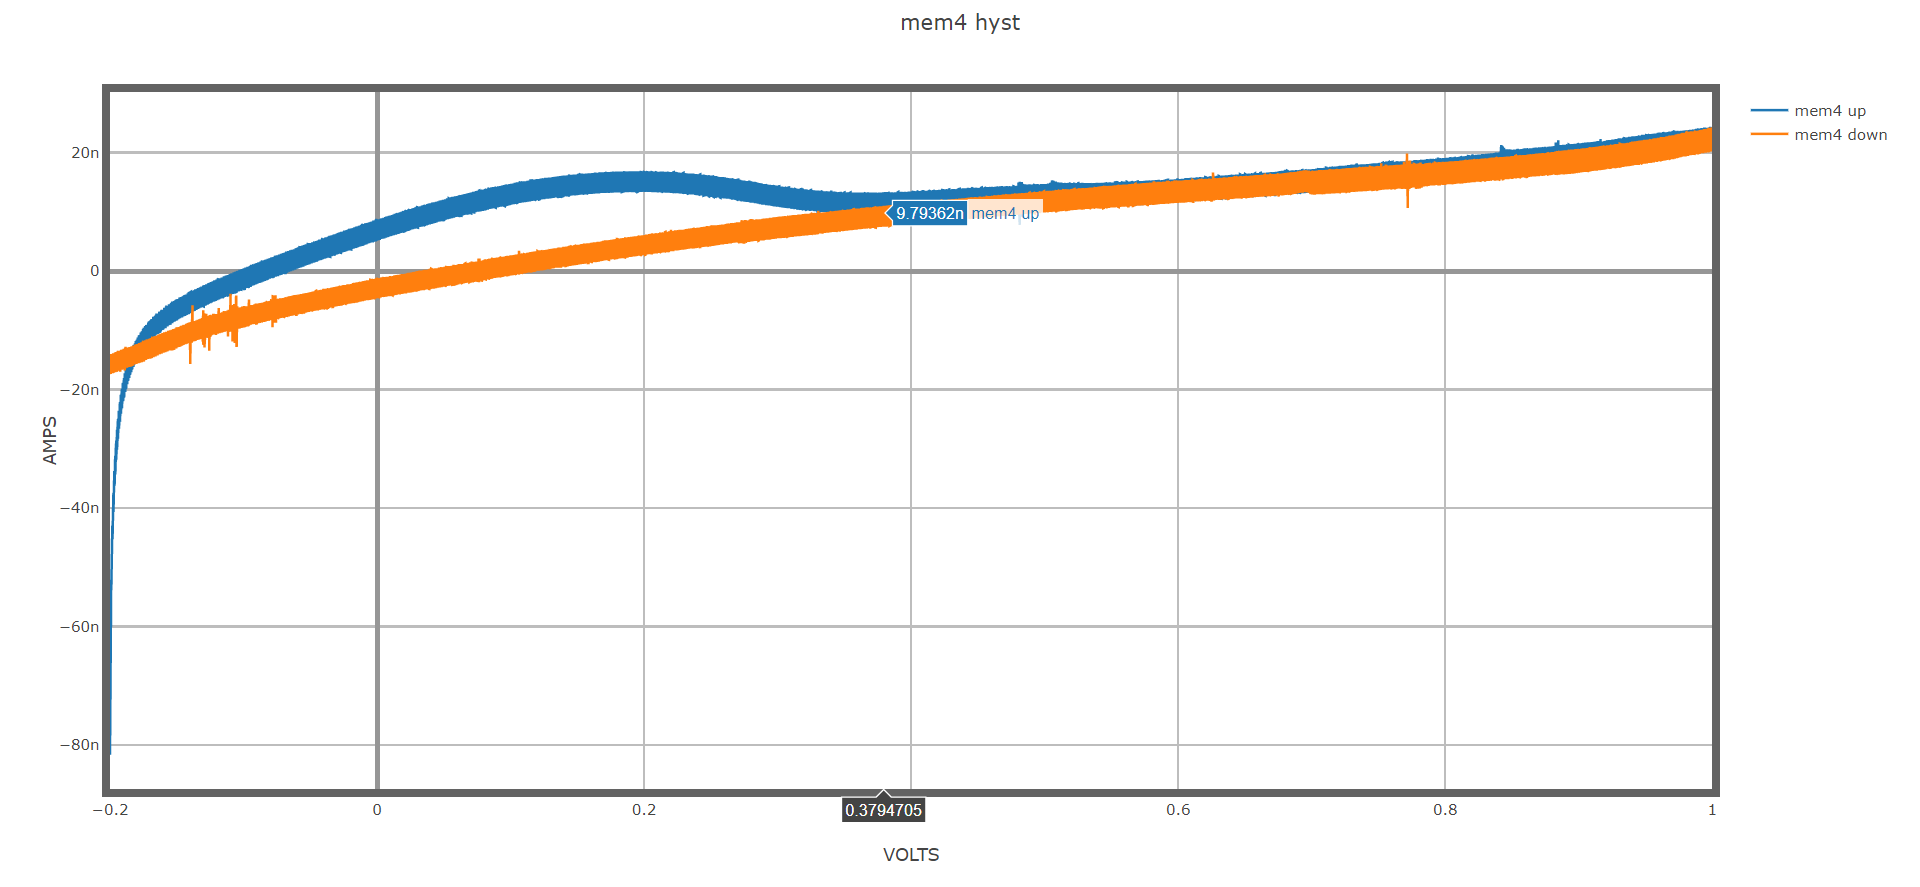 mem4 hyst
mem4 up
mem4 down
20n
0
−20n
−40n
−60n
−80n
AMPS
9.79362n mem4 up
−0.2
0
0.2
0.3794705
0.6
0.8
1
VOLTS